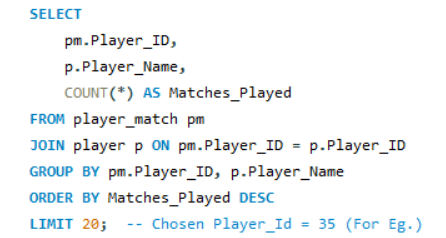 SELECT
    pm.Player_ID,
    p.Player_Name,
    COUNT(*) AS Matches_Played
FROM player_match pm
JOIN player p ON pm.Player_ID = p.Player_ID
GROUP BY pm.Player_ID, p.Player_Name
ORDER BY Matches_Played DESC
LIMIT 20;  -- Chosen Player_Id = 35 (For Eg.)